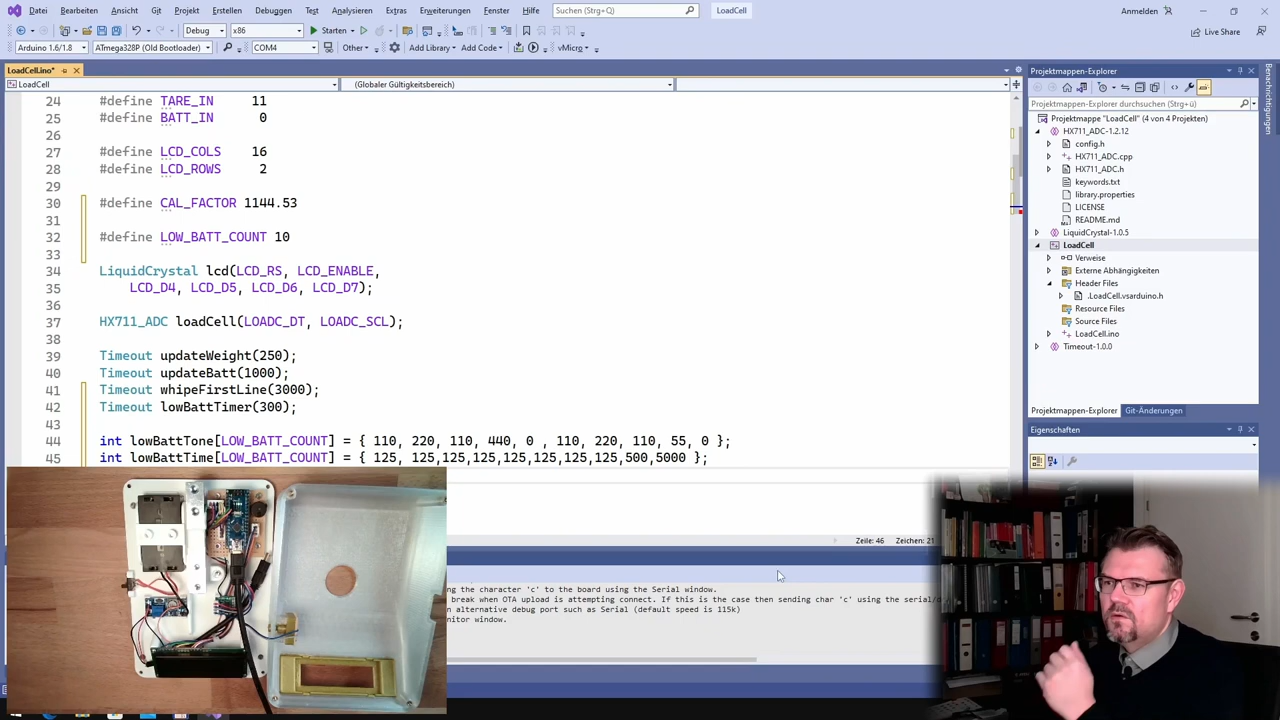 Datei Bearbeiten Ansicht Git Projekt Erstellen Debuggen Test Analysieren Extras Erweiterungen Fenster Hilfe Suchen (Strg+Q) LoadCell Anmelden
Debug x86 Starten Live Share
Arduino 1.6/1.8 ATmega328P (Old Bootloader) COM4 Other Add Library Add Code vMicro
LoadCell.ino*
LoadCell (Globaler Gültigkeitsbereich)
24 #define TARE_IN 11
25 #define BATT_IN 0
26
27 #define LCD_COLS 16
28 #define LCD_ROWS 2
29
30 #define CAL_FACTOR 1144.53
31
32 #define LOW_BATT_COUNT 10
33
34 LiquidCrystal lcd(LCD_RS, LCD_ENABLE,
35 LCD_D4, LCD_D5, LCD_D6, LCD_D7);
36
37 HX711_ADC loadCell(LOADC_DT, LOADC_SCL);
38
39 Timeout updateWeight(250);
40 Timeout updateBatt(1000);
41 Timeout whipeFirstLine(3000);
42 Timeout lowBattTimer(300);
43
44 int lowBattTone[LOW_BATT_COUNT] = { 110, 220, 110, 440, 0 , 110, 220, 110, 55, 0 };
45 int lowBattTime[LOW_BATT_COUNT] = { 125, 125,125,125,125,125,125,125,500,5000 };
Zeile: 46 Zeichen: 21
ng the character 'c' to the board using the Serial window.
break when OTA upload is attempting connect. If this is the case then sending char 'c' using the serial/
n alternative debug port such as Serial (default speed is 115k)
nitor window.
Projektmappen-Explorer
Projektmappen-Explorer durchsuchen (Strg+ü)
Projektmappe "LoadCell" (4 von 4 Projekten)
HX711_ADC-1.2.12
config.h
HX711_ADC.cpp
HX711_ADC.h
keywords.txt
library.properties
LICENSE
README.md
LiquidCrystal-1.0.5
LoadCell
Verweise
Externe Abhängigkeiten
Header Files
.LoadCell.vsarduino.h
Resource Files
Source Files
LoadCell.ino
Timeout-1.0.0
Projektmappen-Explorer Git-Änderungen
Eigenschaften
Benachrichtigungen